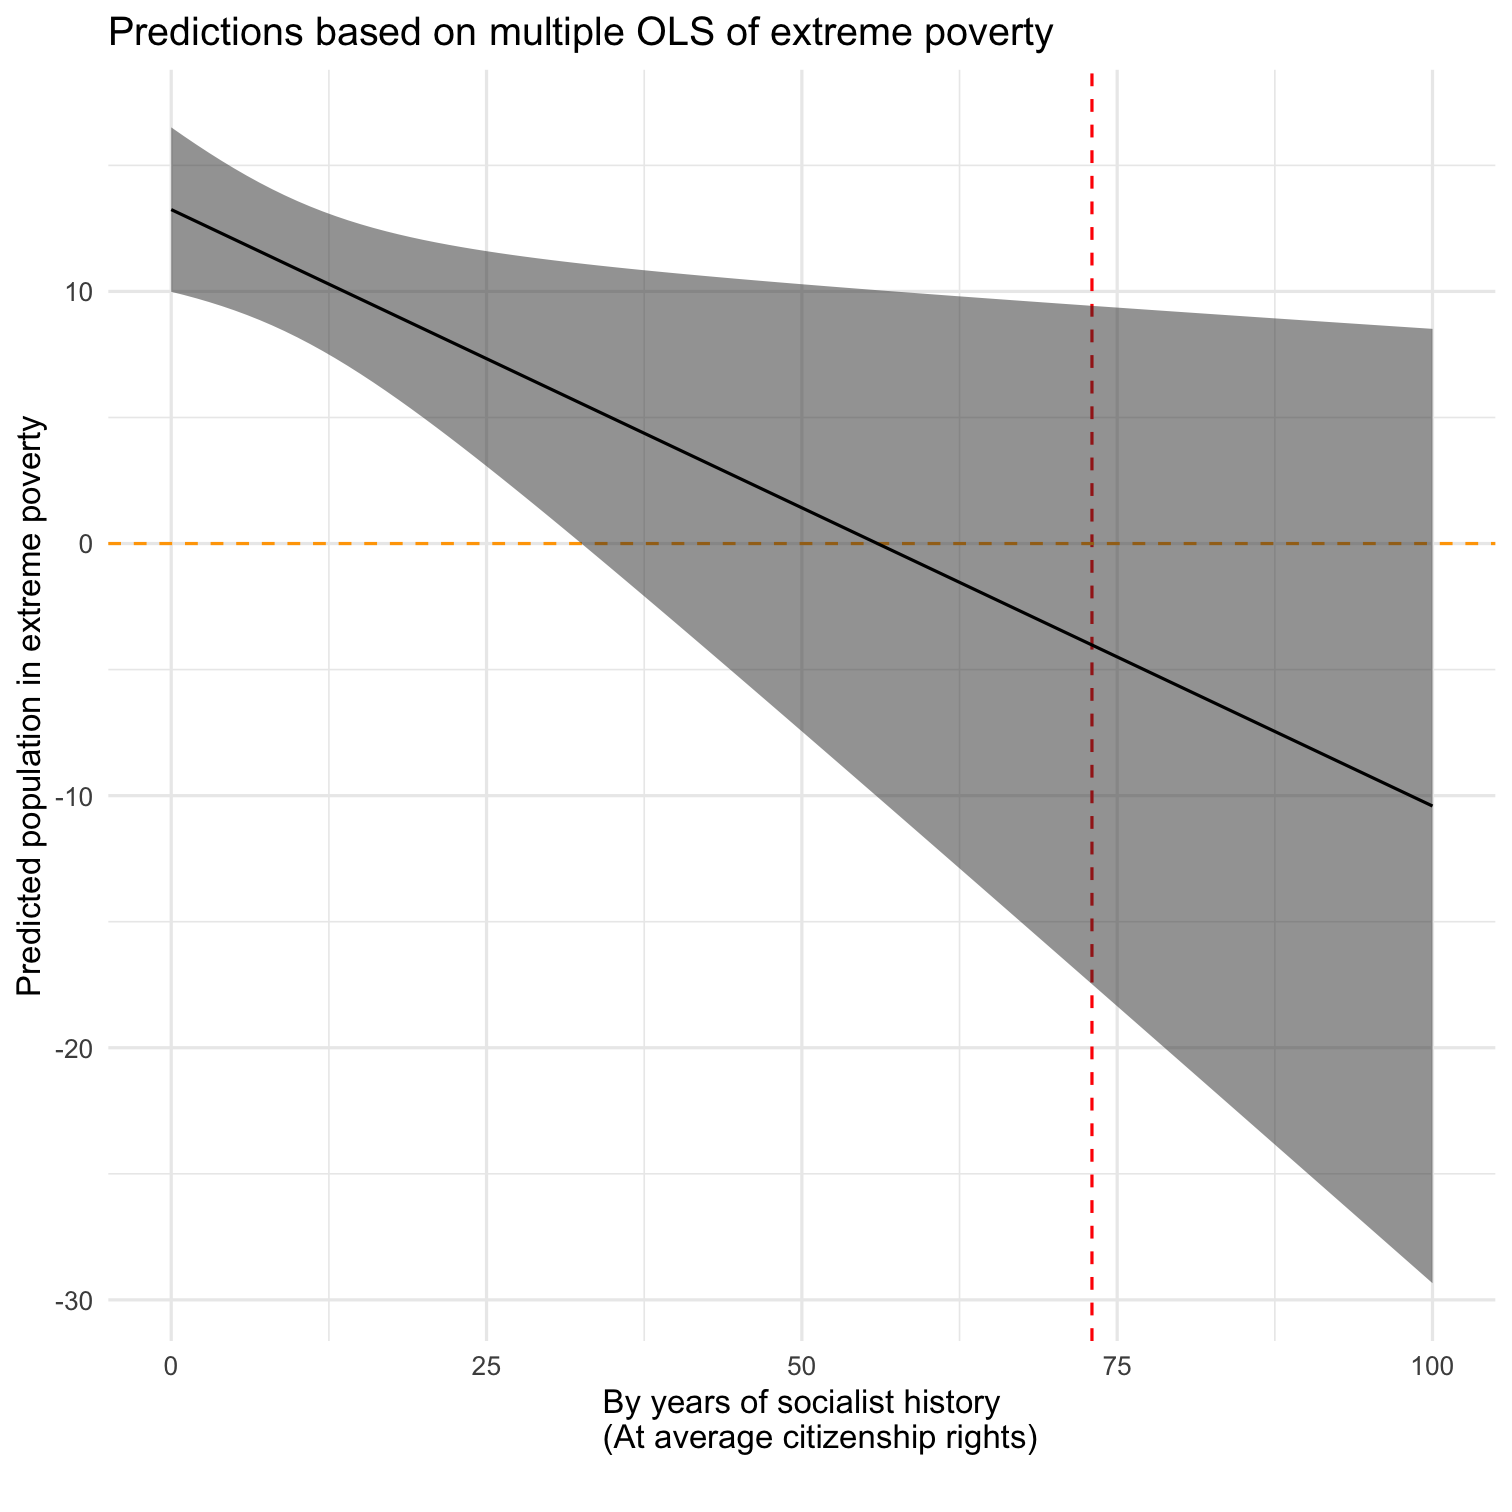 Predictions based on multiple OLS of extreme poverty
Predicted population in extreme poverty
10
0
-10
-20
-30
0
25
50
75
100
By years of socialist history
(At average citizenship rights)